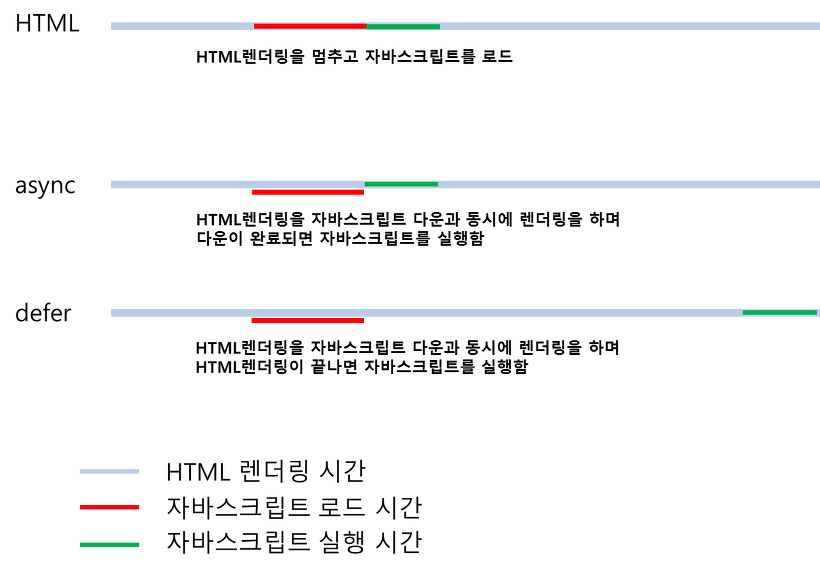 HTML
HTML렌더링을 멈추고 자바스크립트를 로드
async
HTML렌더링을 자바스크립트 다운과 동시에 렌더링을 하며
다운이 완료되면 자바스크립트를 실행함
defer
HTML렌더링을 자바스크립트 다운과 동시에 렌더링을 하며
HTML렌더링이 끝나면 자바스크립트를 실행함
HTML 렌더링 시간
자바스크립트 로드 시간
자바스크립트 실행 시간